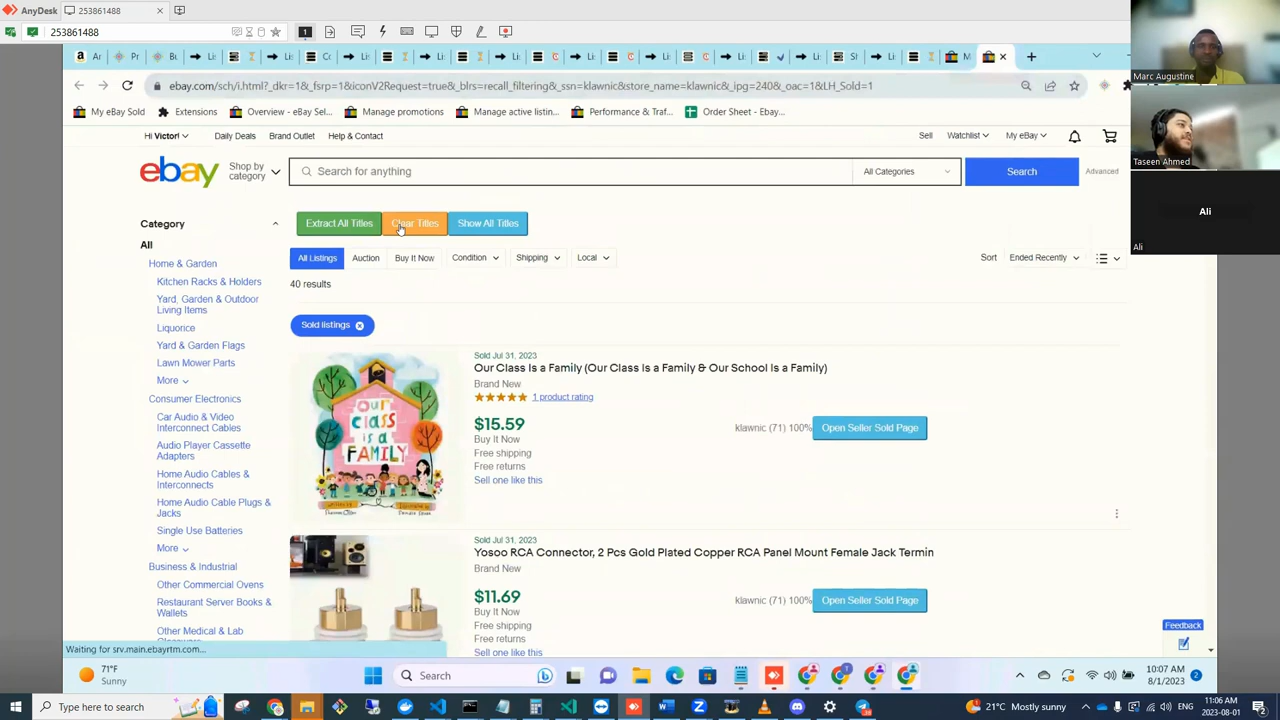 AnyDesk
253861488
253861488
1
ebay.com/sch/i.html?_dkr=1&_fsrp=1&iconV2Request=true&_blrs=recall_filtering&_ssn=klawnic&store_name=klawnic&_ipg=240&_oac=1&LH_Sold=1
My eBay Sold
Extensions
Overview - eBay Sel...
Manage promotions
Manage active listin...
Performance & Traf...
Order Sheet - Googl...
Marc Augustine
Taseen Ahmed
Ali
Ali
Hi Victor!
Daily Deals
Brand Outlet
Help & Contact
Sell
Watchlist
My eBay
ebay
Shop by
category
Search for anything
All Categories
Search
Advanced
Category
Extract All Titles
Clear Titles
Show All Titles
All
Home & Garden
Kitchen Racks & Holders
Yard, Garden & Outdoor
Living Items
Liquorice
Yard & Garden Flags
Lawn Mower Parts
More
Consumer Electronics
Car Audio & Video
Interconnect Cables
Audio Player Cassette
Adapters
Home Audio Cables &
Interconnects
Home Audio Cable Plugs &
Jacks
Single Use Batteries
More
Business & Industrial
Other Commercial Ovens
Restaurant Server Books &
Wallets
Other Medical & Lab
All Listings
Auction
Buy It Now
Condition
Shipping
Local
Sort
Ended Recently
40 results
Sold listings
OUR
CLASS
is a
FAMILY
Sold Jul 31, 2023
Our Class Is a Family (Our Class Is a Family & Our School Is a Family)
Brand New
1 product rating
$15.59
Buy It Now
Free shipping
Free returns
Sell one like this
klawnic (71) 100%
Open Seller Sold Page
Sold Jul 31, 2023
Yosoo RCA Connector, 2 Pcs Gold Plated Copper RCA Panel Mount Female Jack Termin
Brand New
$11.69
Buy It Now
Free shipping
Free returns
Sell one like this
klawnic (71) 100%
Open Seller Sold Page
Feedback
Waiting for srv.main.ebayrtm.com...
71°F
Sunny
Search
10:07 AM
8/1/2023
2
Type here to search
21°C Mostly sunny
11:06 AM
2023-08-01